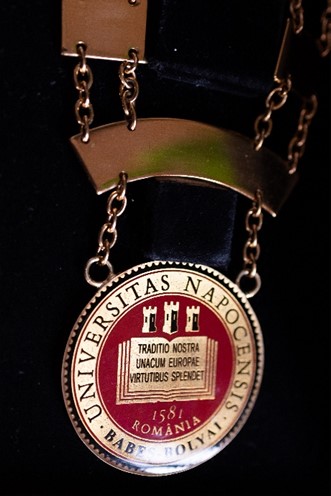 UNIVERSITAS NAPOCENSIS
TRADITIO NOSTRA
UNACUM EUROPAE
VIRTUTIBUS SPLENDET
1581
ROMÂNIA
· BABEŞ-BOLYAI ·